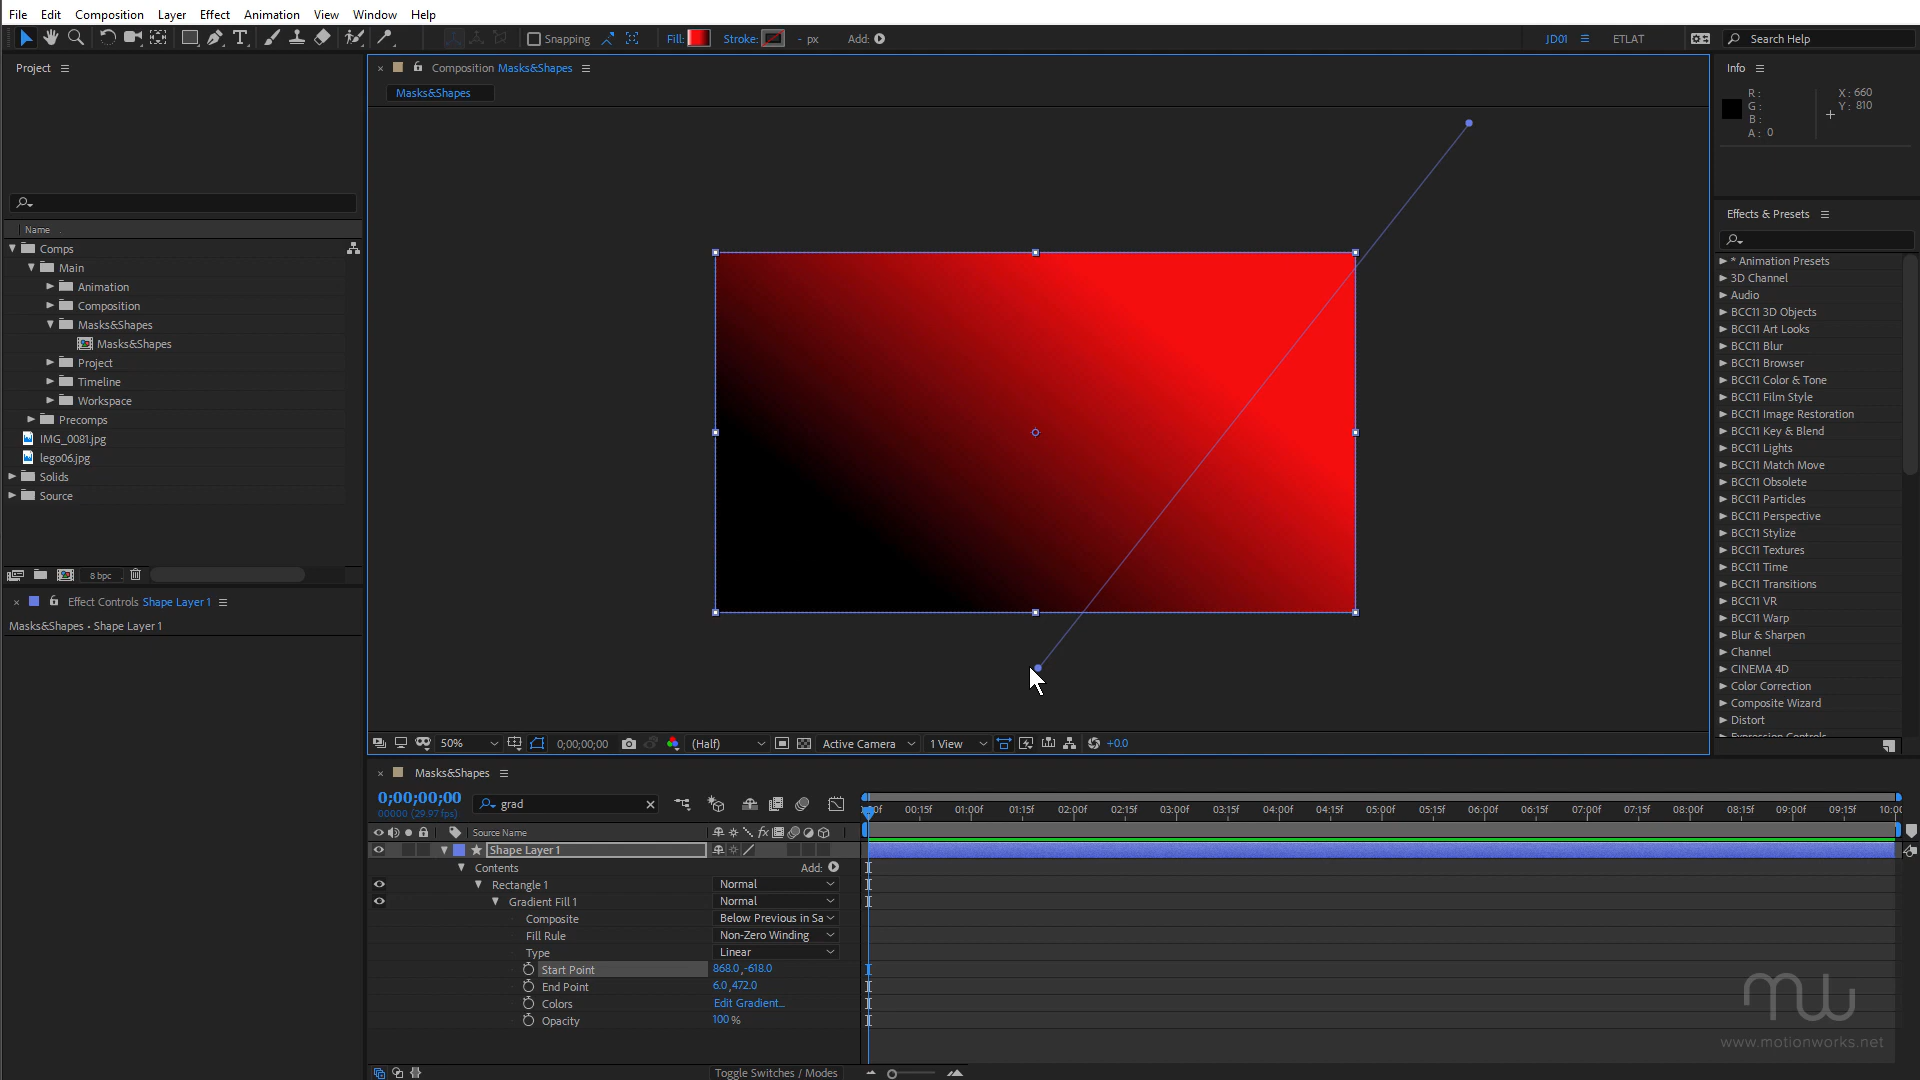 File Edit Composition Layer Effect Animation View Window Help
Snapping Fill: Stroke: - px Add: JD01 ETLAT Search Help
Project
Composition Masks&Shapes
Info
Masks&Shapes
R: X: 660
G: Y: 810
B:
A: 0
Effects & Presets
Name
Comps
Main
Animation
Composition
Masks&Shapes
Masks&Shapes
Project
Timeline
Workspace
Precomps
IMG_0081.jpg
lego06.jpg
Solids
Source
8 bpc
* Animation Presets
3D Channel
Audio
BCC11 3D Objects
BCC11 Art Looks
BCC11 Blur
BCC11 Browser
BCC11 Color & Tone
BCC11 Film Style
BCC11 Image Restoration
BCC11 Key & Blend
BCC11 Lights
BCC11 Match Move
BCC11 Obsolete
BCC11 Particles
BCC11 Perspective
BCC11 Stylize
BCC11 Textures
BCC11 Time
BCC11 Transitions
BCC11 VR
BCC11 Warp
Blur & Sharpen
Channel
CINEMA 4D
Color Correction
Composite Wizard
Distort
Expression Controls
Effect Controls Shape Layer 1
Masks&Shapes • Shape Layer 1
50% 0;00;00;00 (Half) Active Camera 1 View +0.0
Masks&Shapes
0;00;00;00
00000 (29.97 fps)
grad
:00f 00:15f 01:00f 01:15f 02:00f 02:15f 03:00f 03:15f 04:00f 04:15f 05:00f 05:15f 06:00f 06:15f 07:00f 07:15f 08:00f 08:15f 09:00f 09:15f 10:00
Source Name fx
Shape Layer 1
Contents Add:
Rectangle 1 Normal
Gradient Fill 1 Normal
Composite Below Previous in Sa
Fill Rule Non-Zero Winding
Type Linear
Start Point 868.0,-618.0
End Point 6.0,472.0
Colors Edit Gradient...
Opacity 100 %
Toggle Switches / Modes
mw
www.motionworks.net